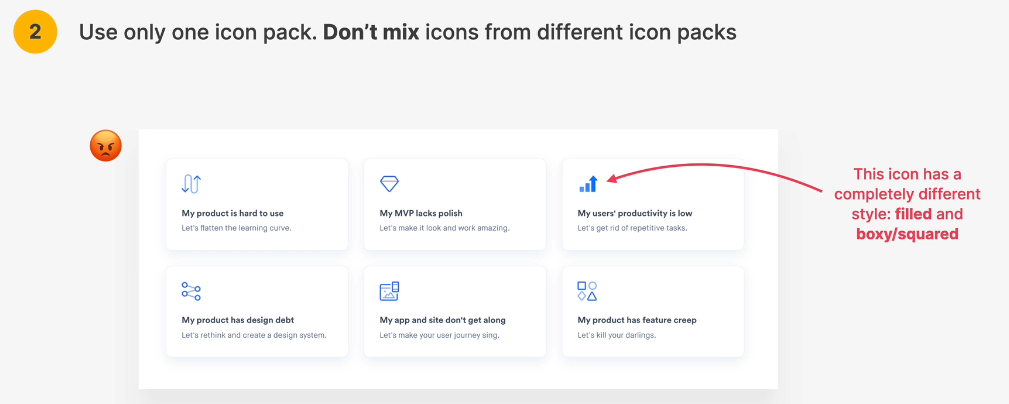 2
Use only one icon pack. Don’t mix icons from different icon packs
This icon has a
completely different
style: filled and
boxy/squared
My product is hard to use
Let's flatten the learning curve.
My MVP lacks polish
Let's make it look and work amazing.
My users' productivity is low
Let's get rid of repetitive tasks.
My product has design debt
Let's rethink and create a design system.
My app and site don't get along
Let's make your user journey sing.
My product has feature creep
Let's kill your darlings.